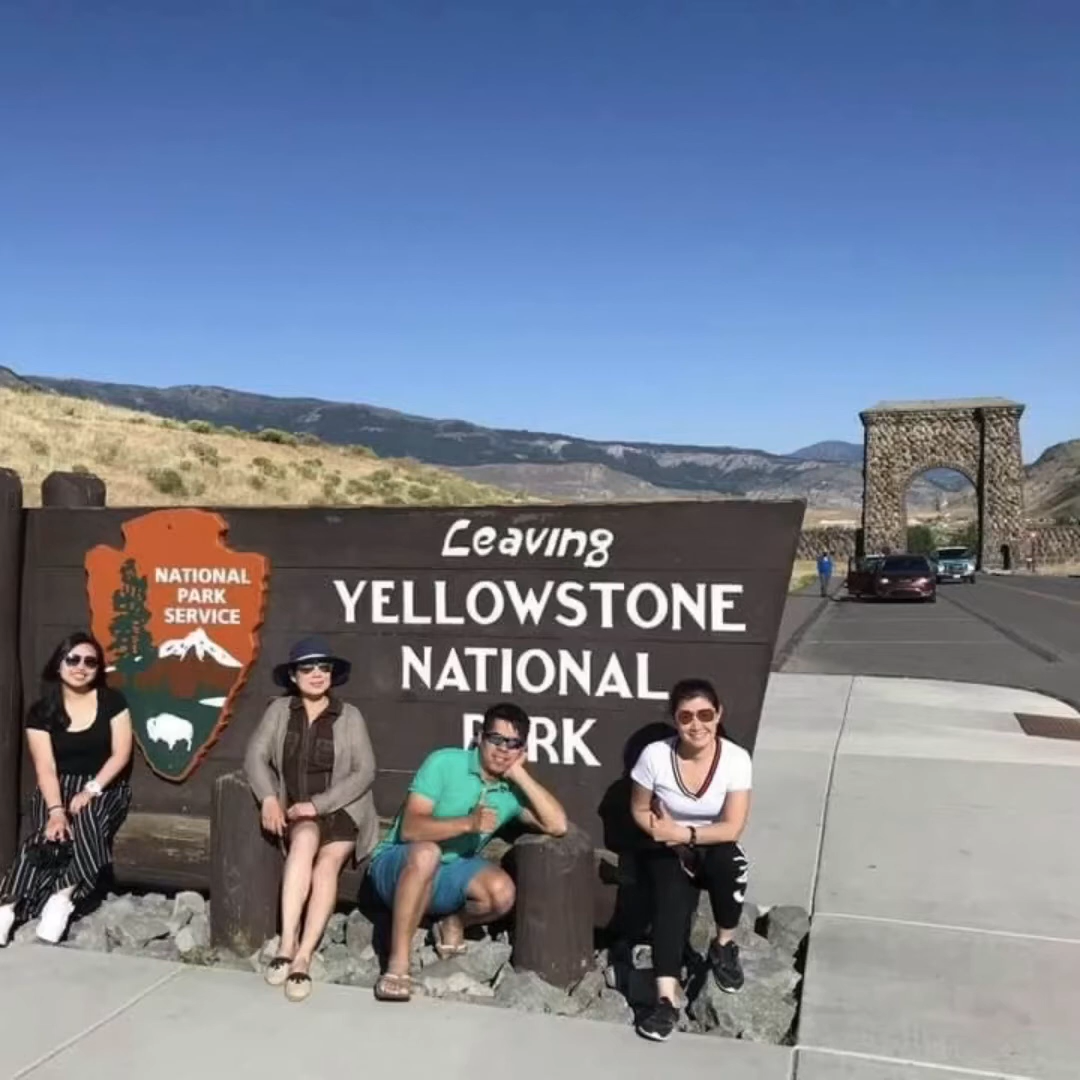 NATIONAL
PARK
SERVICE
Leaving
YELLOWSTONE
NATIONAL
PARK